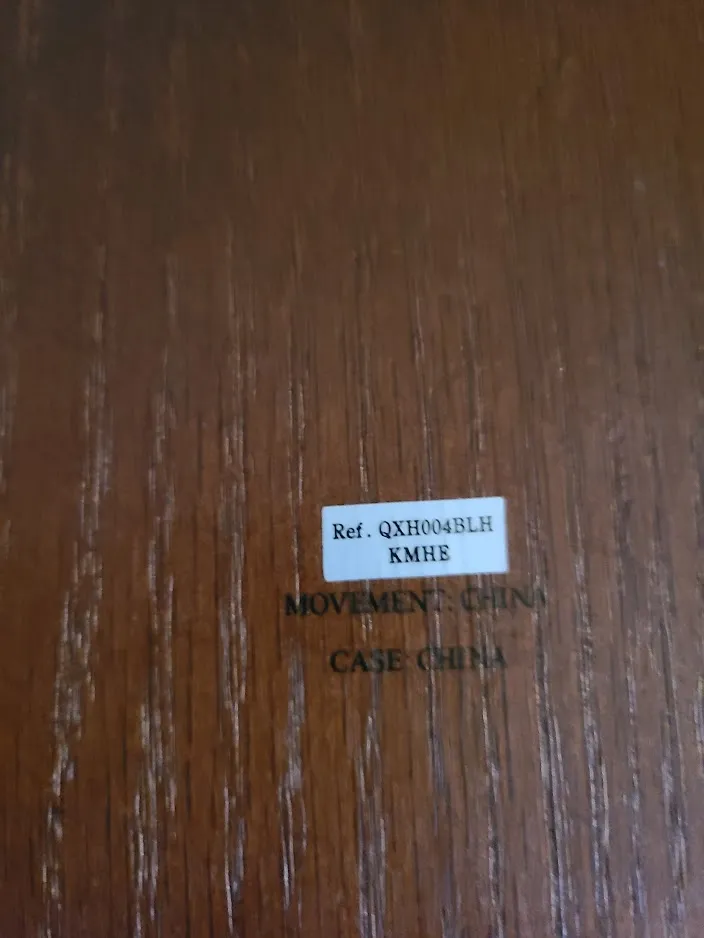 Ref. QXH004BLH
KMHE
MOVEMENT: CHINA
CASE: CHINA